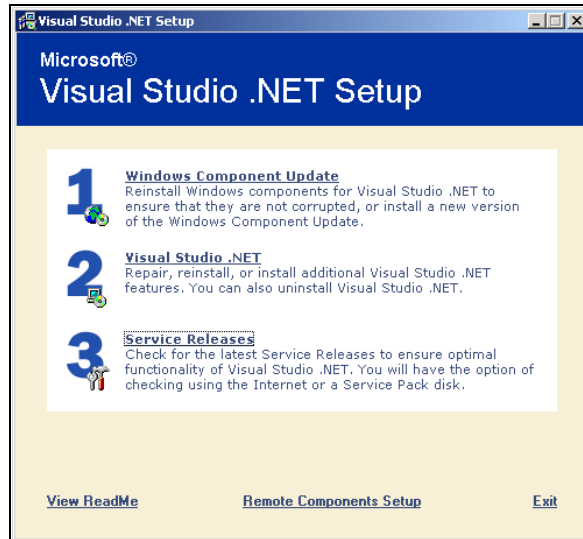 Visual Studio .NET Setup
Microsoft®
Visual Studio .NET Setup
1
Windows Component Update
Reinstall Windows components for Visual Studio .NET to
ensure that they are not corrupted, or install a new version
of the Windows Component Update.
2
Visual Studio .NET
Repair, reinstall, or install additional Visual Studio .NET
features. You can also uninstall Visual Studio .NET.
3
Service Releases
Check for the latest Service Releases to ensure optimal
functionality of Visual Studio .NET. You will have the option of
checking using the Internet or a Service Pack disk.
View ReadMe Remote Components Setup Exit